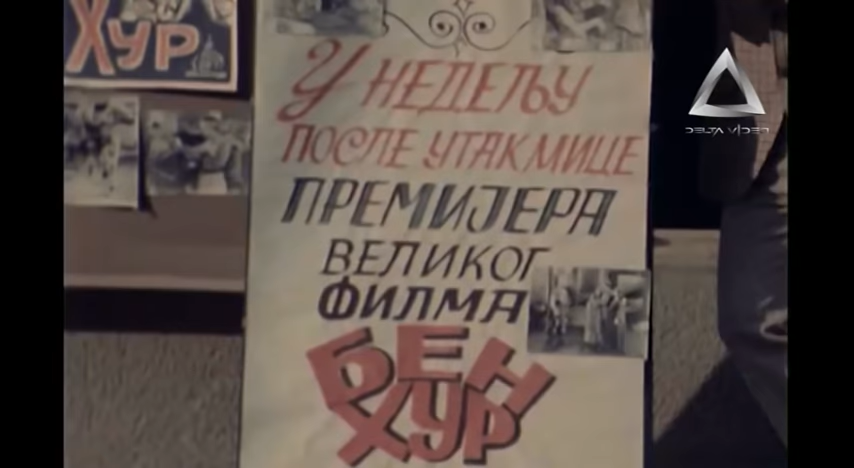 ХУР
У НЕДЕЉУ
ПОСЛЕ УТАКМИЦЕ
ПРЕМИЈЕРА
ВЕЛИКОГ
ФИЛМА
БЕН
ХУР
DELTA VIDEO